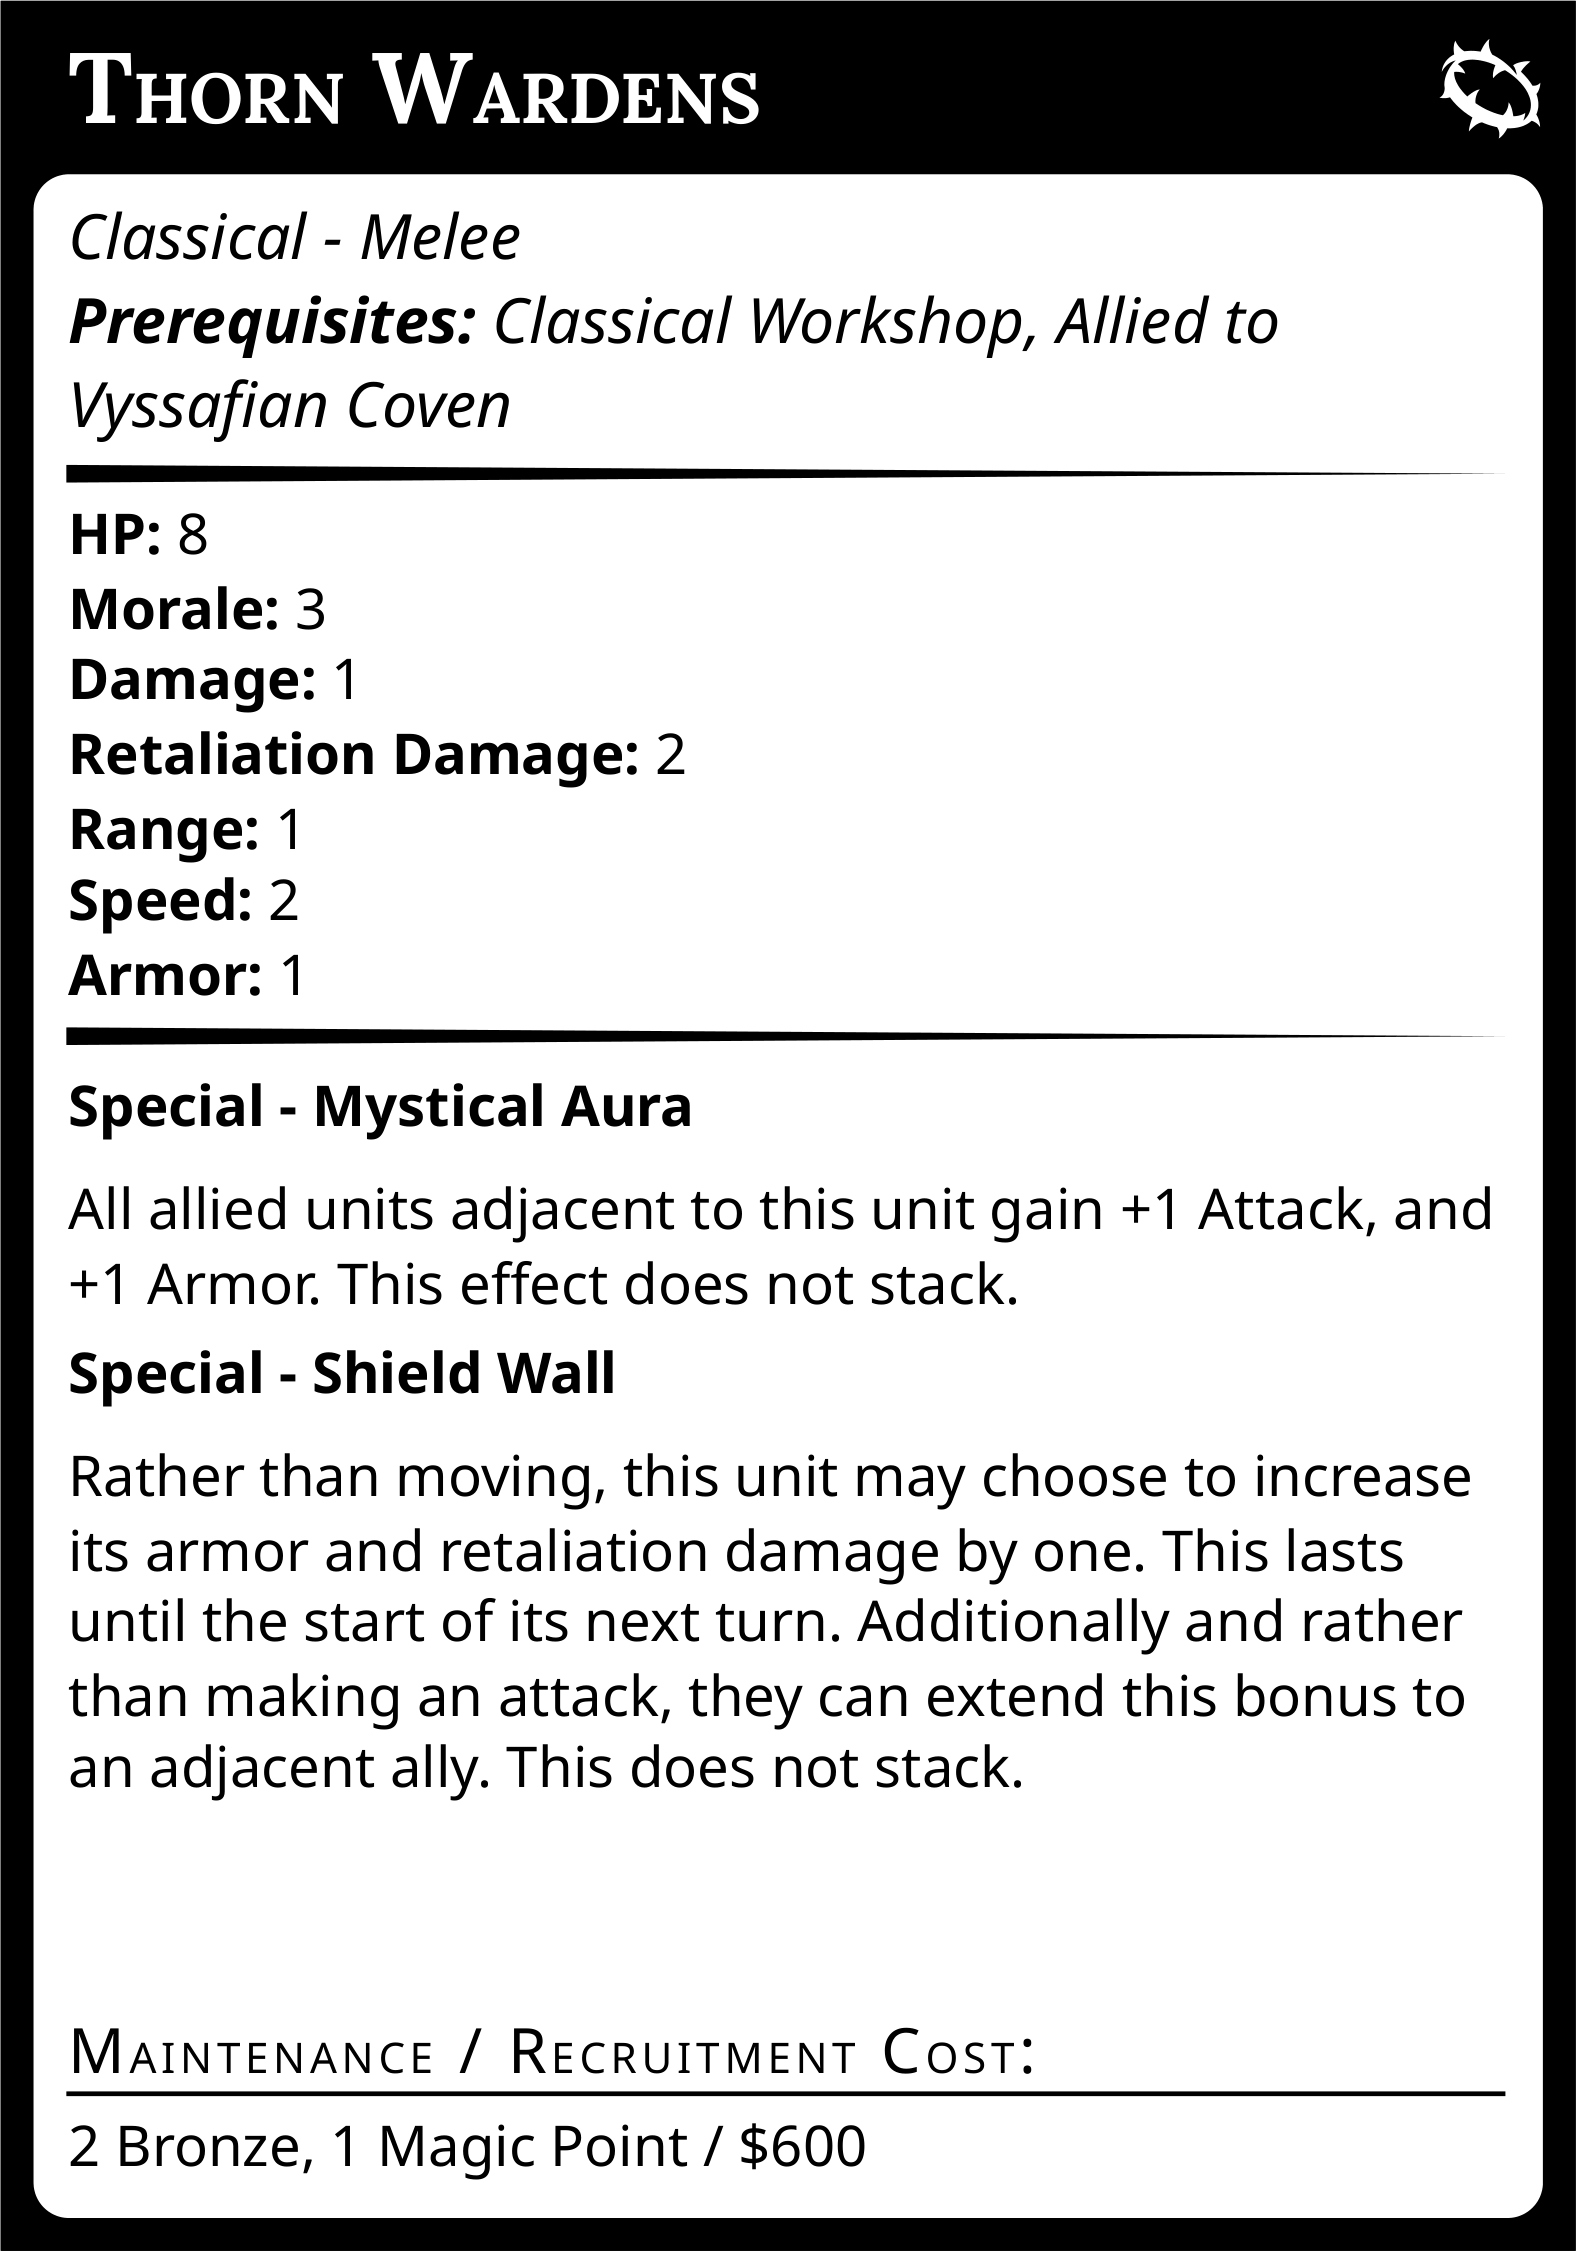 Thorn Wardens
Classical - Melee
Prerequisites: Classical Workshop, Allied to
Vyssafian Coven
HP: 8
Morale: 3
Damage: 1
Retaliation Damage: 2
Range: 1
Speed: 2
Armor: 1
Special - Mystical Aura
All allied units adjacent to this unit gain +1 Attack, and
+1 Armor. This effect does not stack.
Special - Shield Wall
Rather than moving, this unit may choose to increase
its armor and retaliation damage by one. This lasts
until the start of its next turn. Additionally and rather
than making an attack, they can extend this bonus to
an adjacent ally. This does not stack.
Maintenance / Recruitment Cost:
2 Bronze, 1 Magic Point / $600